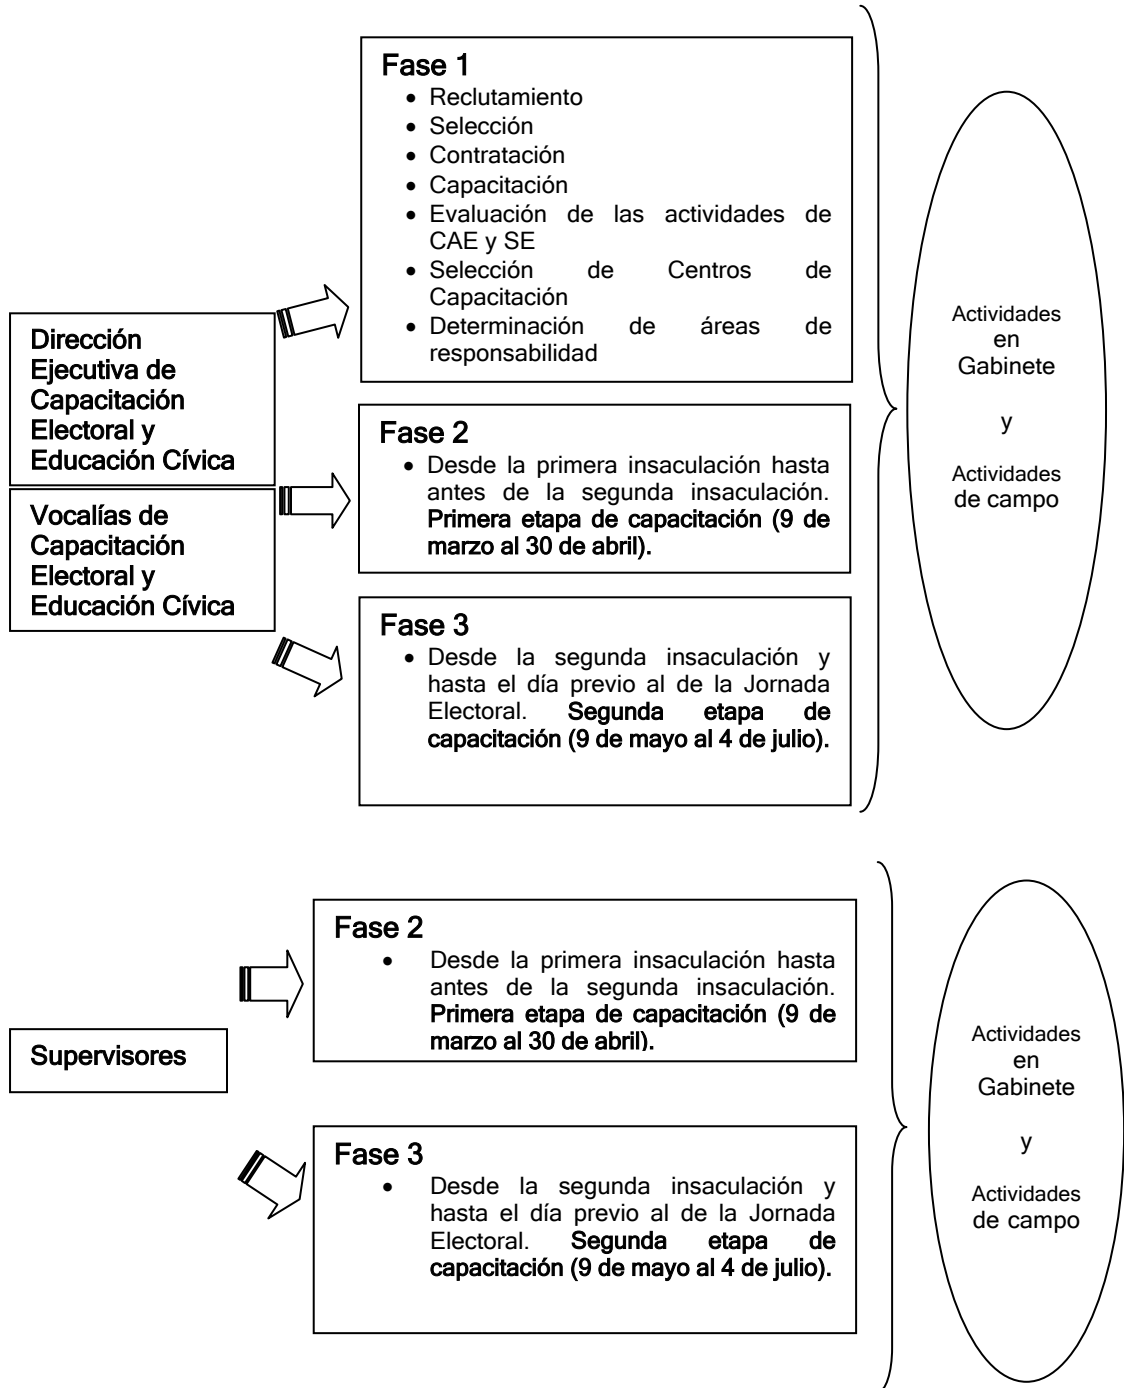 Fase 1
• Reclutamiento
• Selección
• Contratación
• Capacitación
• Evaluación de las actividades de
CAE y SE
• Selección de Centros de
Capacitación
• Determinación de áreas de
responsabilidad
Dirección
Ejecutiva de
Capacitación
Electoral y
Educación Cívica
Vocalías de
Capacitación
Electoral y
Educación Cívica
Fase 2
• Desde la primera insaculación hasta
antes de la segunda insaculación.
Primera etapa de capacitación (9 de
marzo al 30 de abril).
Fase 3
• Desde la segunda insaculación y
hasta el día previo al de la Jornada
Electoral. Segunda etapa de
capacitación (9 de mayo al 4 de julio).
Actividades
en
Gabinete
y
Actividades
de campo
Supervisores
Fase 2
• Desde la primera insaculación hasta
antes de la segunda insaculación.
Primera etapa de capacitación (9 de
marzo al 30 de abril).
Fase 3
• Desde la segunda insaculación y
hasta el día previo al de la Jornada
Electoral. Segunda etapa de
capacitación (9 de mayo al 4 de julio).
Actividades
en
Gabinete
y
Actividades
de campo